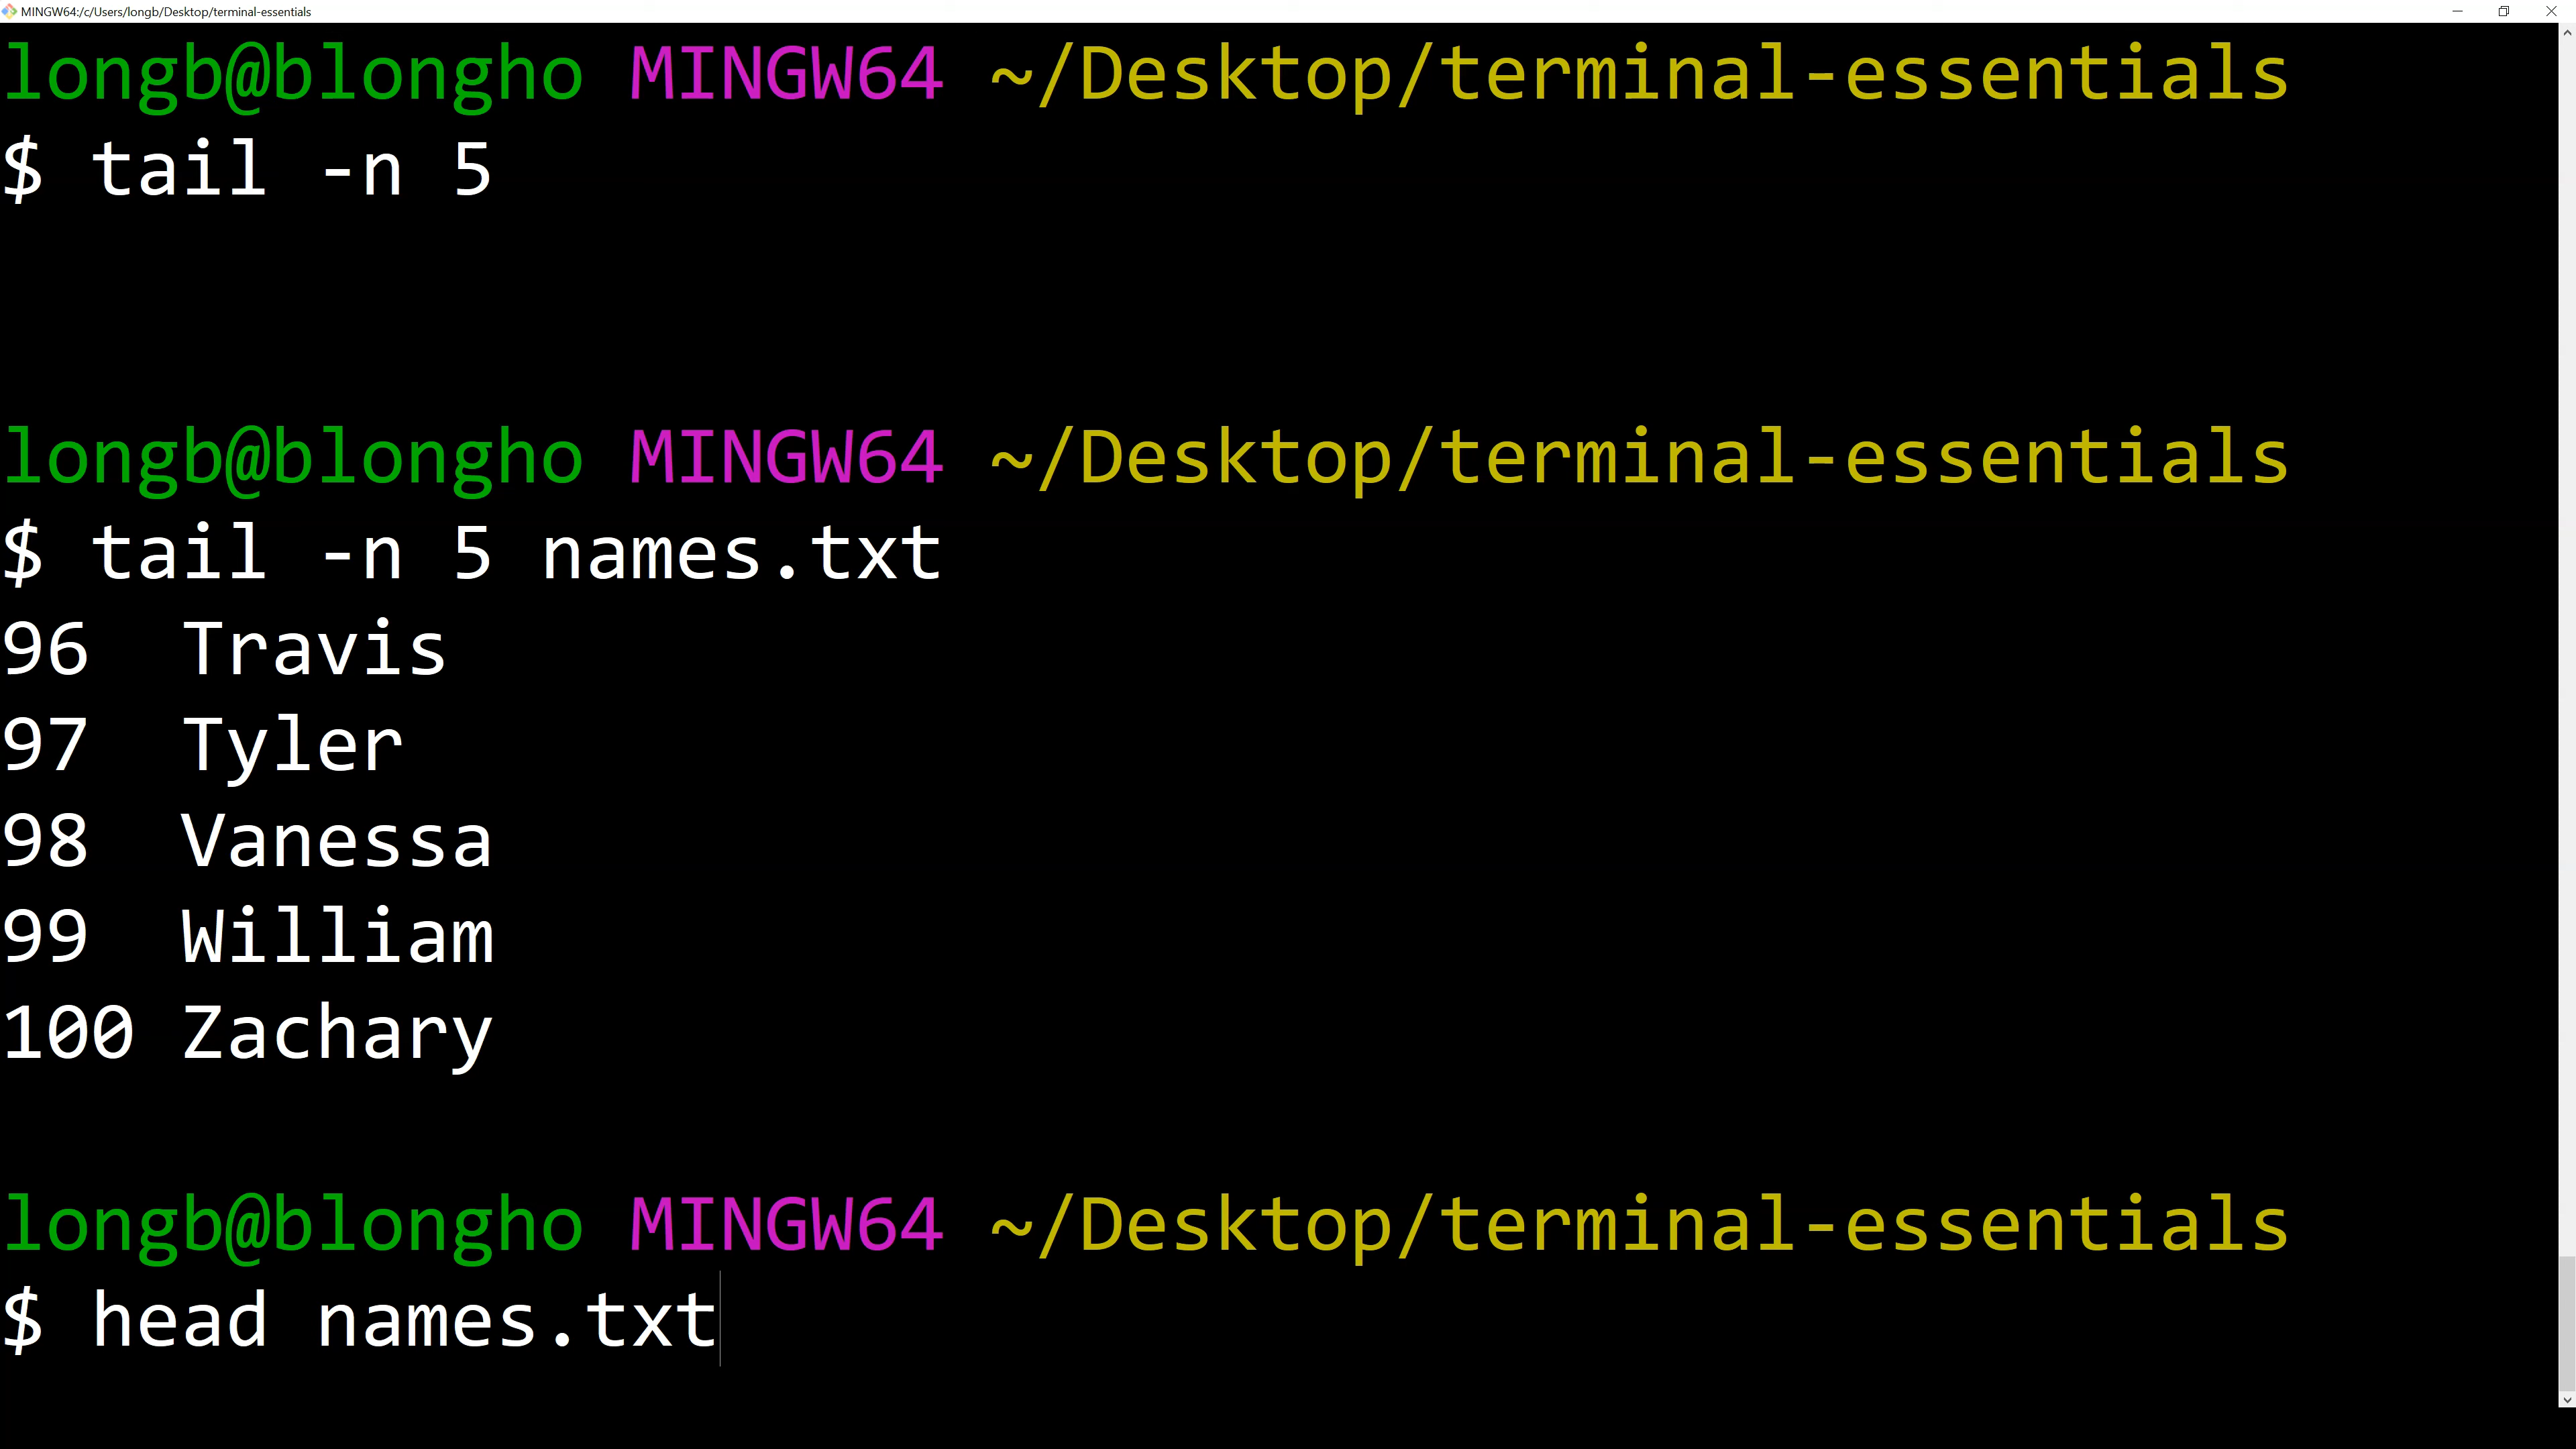 MINGW64:/c/Users/longb/Desktop/terminal-essentials
longb@blongho MINGW64 ~/Desktop/terminal-essentials
$ tail -n 5
longb@blongho MINGW64 ~/Desktop/terminal-essentials
$ tail -n 5 names.txt
96  Travis
97  Tyler
98  Vanessa
99  William
100 Zachary
longb@blongho MINGW64 ~/Desktop/terminal-essentials
$ head names.txt